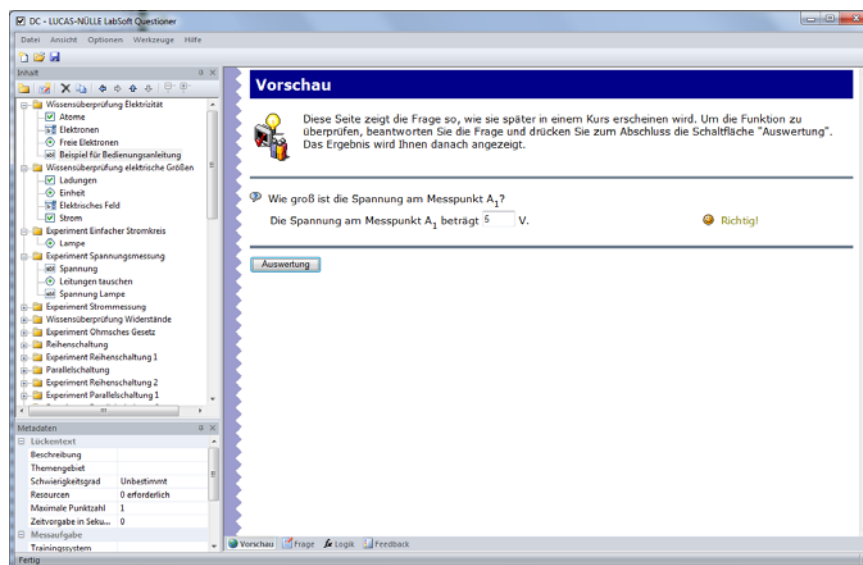 DC - LUCAS-NÜLLE LabSoft Questioner
Datei Ansicht Optionen Werkzeuge Hilfe
Inhalt
Wissensüberprüfung Elektrizität
Atome
Elektronen
Freie Elektronen
Beispiel für Bedienungsanleitung
Wissensüberprüfung elektrische Größen
Ladungen
Einheit
Elektrisches Feld
Strom
Experiment Einfacher Stromkreis
Lampe
Experiment Spannungsmessung
Spannung
Leitungen tauschen
Spannung Lampe
Experiment Strommessung
Wissensüberprüfung Widerstände
Experiment Ohmsches Gesetz
Reihenschaltung
Experiment Reihenschaltung 1
Parallelschaltung
Experiment Reihenschaltung 2
Experiment Parallelschaltung 1
Metadaten
Lückentext
Beschreibung
Themengebiet
Schwierigkeitsgrad Unbestimmt
Resourcen 0 erforderlich
Maximale Punktzahl 1
Zeitvorgabe in Seku... 0
Messaufgabe
Trainingssystem
Vorschau
Diese Seite zeigt die Frage so, wie sie später in einem Kurs erscheinen wird. Um die Funktion zu
überprüfen, beantworten Sie die Frage und drücken Sie zum Abschluss die Schaltfläche "Auswertung".
Das Ergebnis wird Ihnen danach angezeigt.
Wie groß ist die Spannung am Messpunkt A1?
Die Spannung am Messpunkt A1 beträgt 5 V. Richtig!
Auswertung
Vorschau Frage Logik Feedback
Fertig